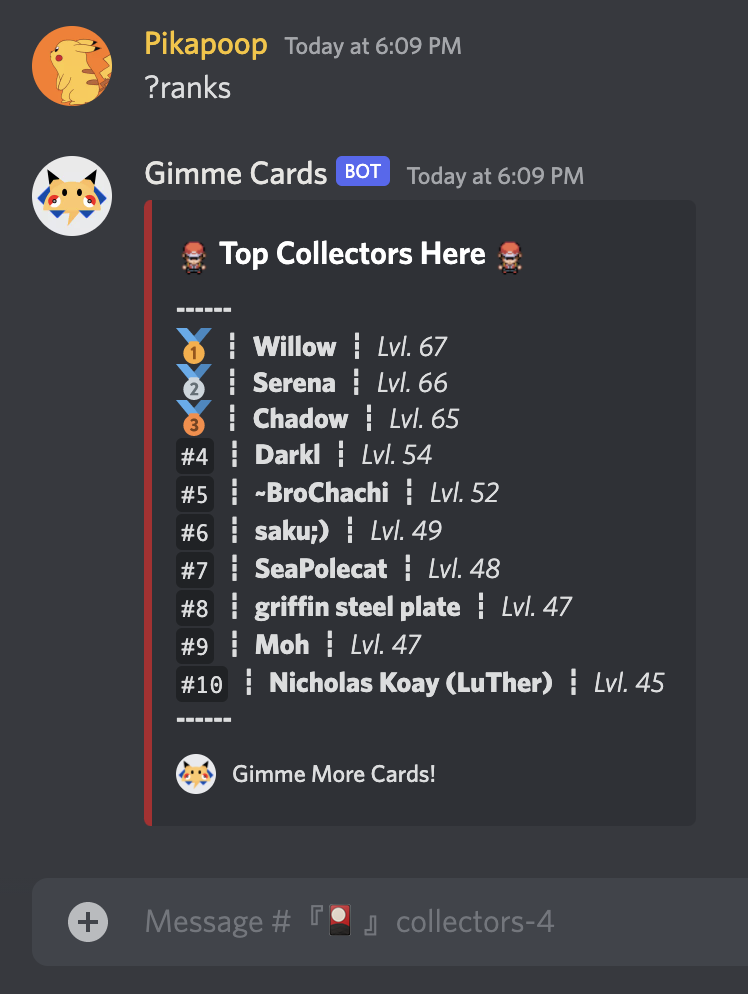 Pikapoop Today at 6:09 PM
?ranks
Gimme Cards BOT Today at 6:09 PM
Top Collectors Here
------
1 ┋ Willow ┋ Lvl. 67
2 ┋ Serena ┋ Lvl. 66
3 ┋ Chadow ┋ Lvl. 65
#4 ┋ Darkl ┋ Lvl. 54
#5 ┋ ~BroChachi ┋ Lvl. 52
#6 ┋ saku;) ┋ Lvl. 49
#7 ┋ SeaPolecat ┋ Lvl. 48
#8 ┋ griffin steel plate ┋ Lvl. 47
#9 ┋ Moh ┋ Lvl. 47
#10 ┋ Nicholas Koay (LuTher) ┋ Lvl. 45
------
Gimme More Cards!
Message #『🎴』collectors-4